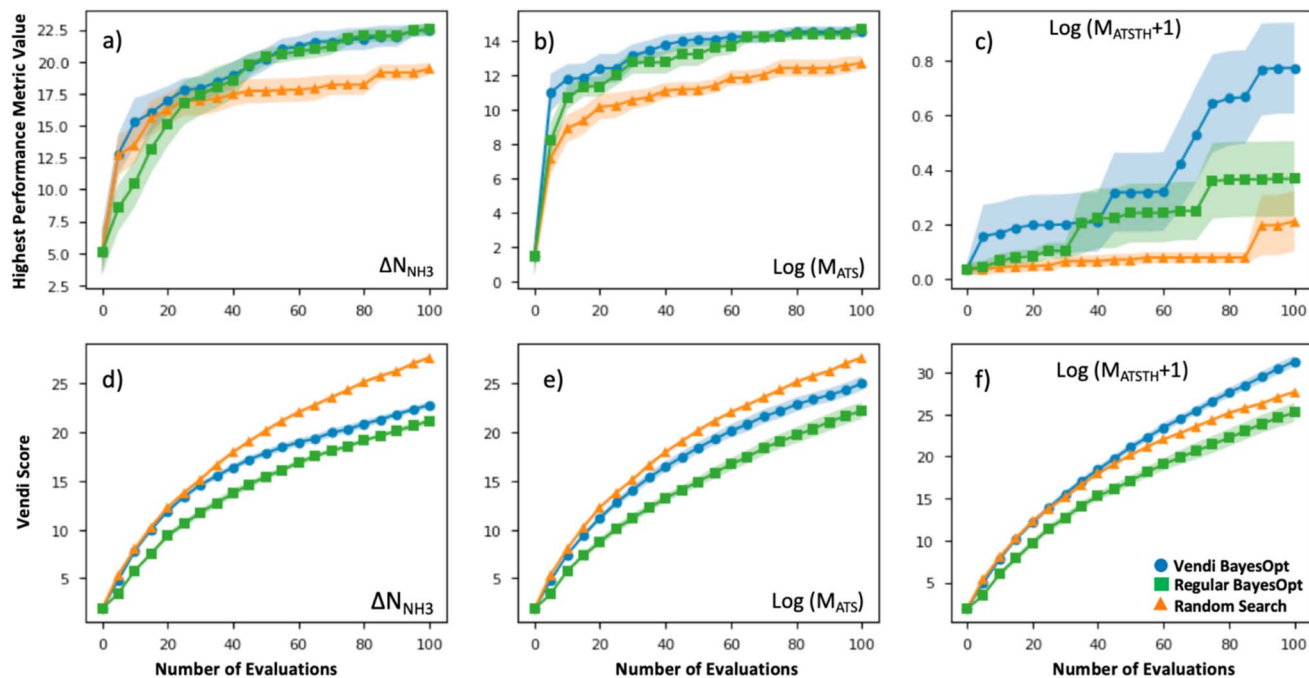 Highest Performance Metric Value
a)
22.5
20.0
17.5
15.0
12.5
10.0
7.5
5.0
2.5
0 20 40 60 80 100
ΔN_NH3
b)
14
12
10
8
6
4
2
0
0 20 40 60 80 100
Log (M_ATS)
c)
Log (M_ATSTH+1)
0.8
0.6
0.4
0.2
0.0
0 20 40 60 80 100
Vendi Score
d)
25
20
15
10
5
ΔN_NH3
0 20 40 60 80 100
Number of Evaluations
e)
25
20
15
10
5
Log (M_ATS)
0 20 40 60 80 100
Number of Evaluations
f)
Log (M_ATSTH+1)
30
25
20
15
10
5
Vendi BayesOpt
Regular BayesOpt
Random Search
0 20 40 60 80 100
Number of Evaluations